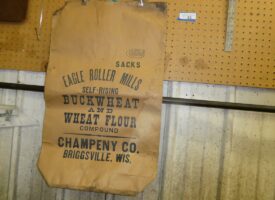 SACKS
EAGLE ROLLER MILLS
SELF RISING
BUCKWHEAT
AND
WHEAT FLOUR
COMPOUND
CHAMPENY CO.
BRIGGSVILLE, WIS.